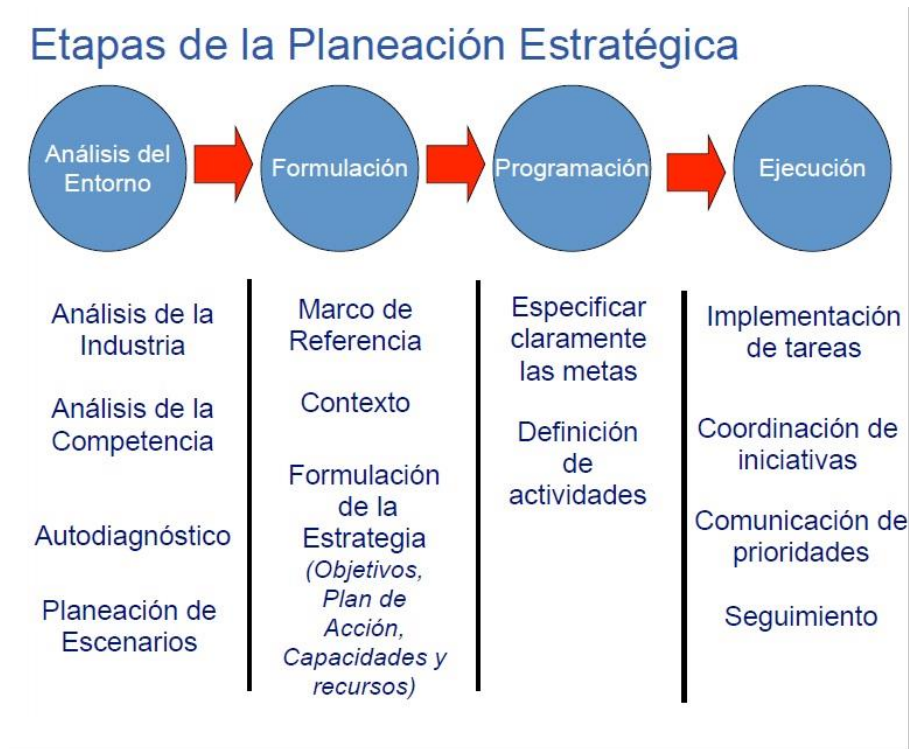 Etapas de la Planeación Estratégica
Análisis del
Entorno
Formulación
Programación
Ejecución
Análisis de la
Industria
Análisis de la
Competencia
Autodiagnóstico
Planeación de
Escenarios
Marco de
Referencia
Contexto
Formulación
de la
Estrategia
(Objetivos,
Plan de
Acción,
Capacidades y
recursos)
Especificar
claramente
las metas
Definición
de
actividades
Implementación
de tareas
Coordinación de
iniciativas
Comunicación de
prioridades
Seguimiento